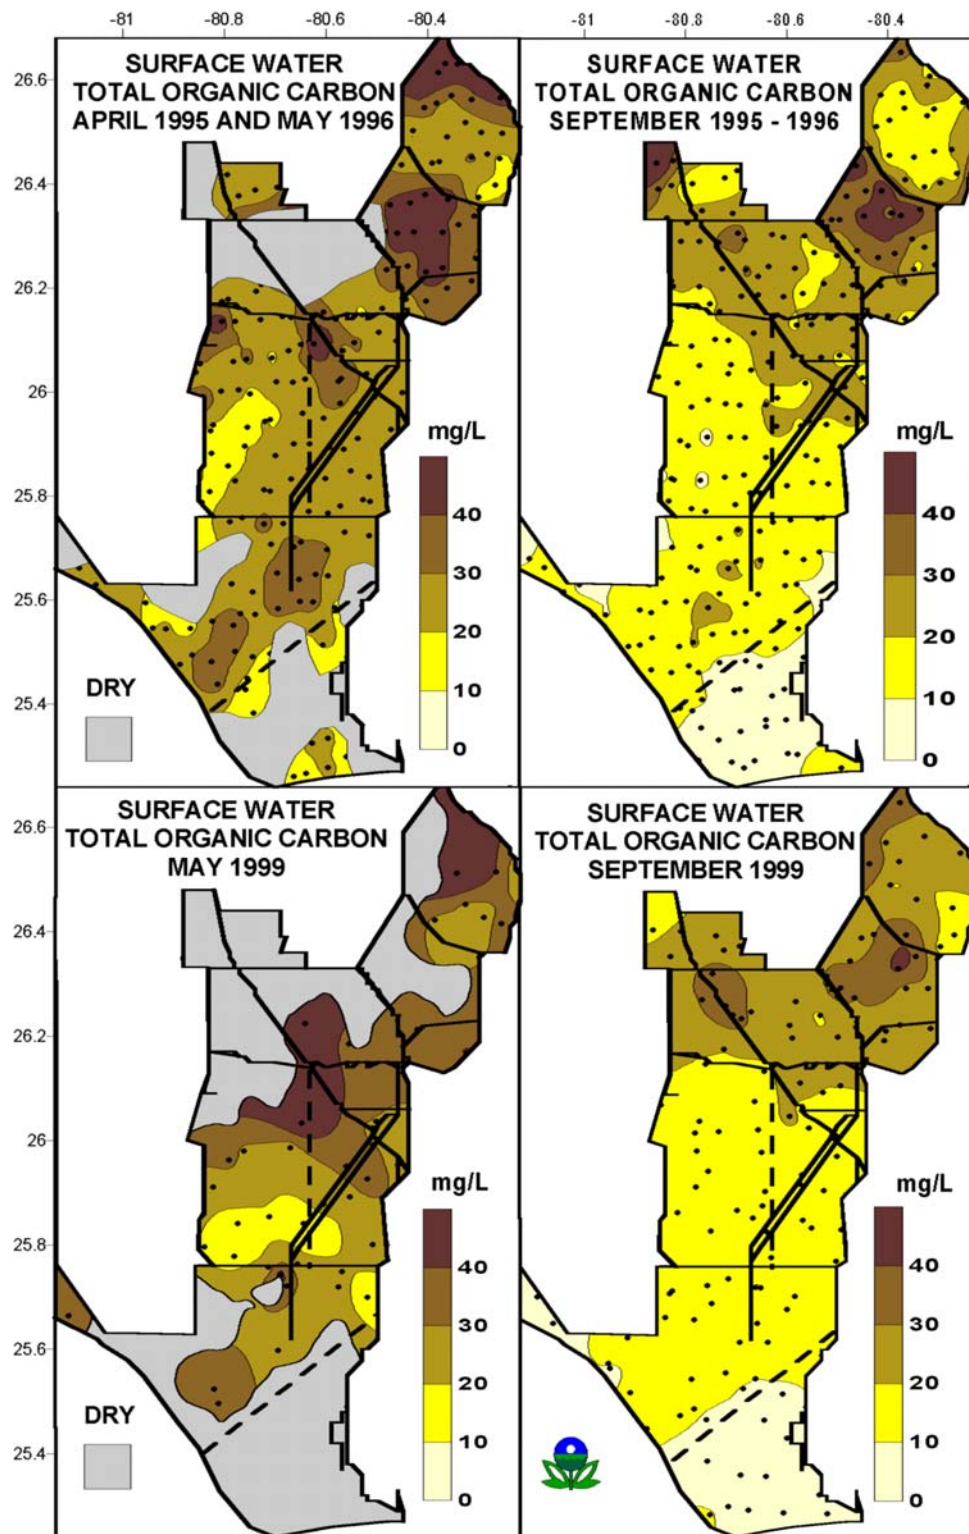 -81 -80.8 -80.6 -80.4 -81 -80.8 -80.6 -80.4
SURFACE WATER
TOTAL ORGANIC CARBON
APRIL 1995 AND MAY 1996
SURFACE WATER
TOTAL ORGANIC CARBON
SEPTEMBER 1995 - 1996
26.6
26.4
26.2
26
25.8
25.6
25.4
mg/L
40
30
20
10
0
DRY
mg/L
40
30
20
10
0
SURFACE WATER
TOTAL ORGANIC CARBON
MAY 1999
SURFACE WATER
TOTAL ORGANIC CARBON
SEPTEMBER 1999
26.6
26.4
26.2
26
25.8
25.6
25.4
mg/L
40
30
20
10
0
DRY
mg/L
40
30
20
10
0